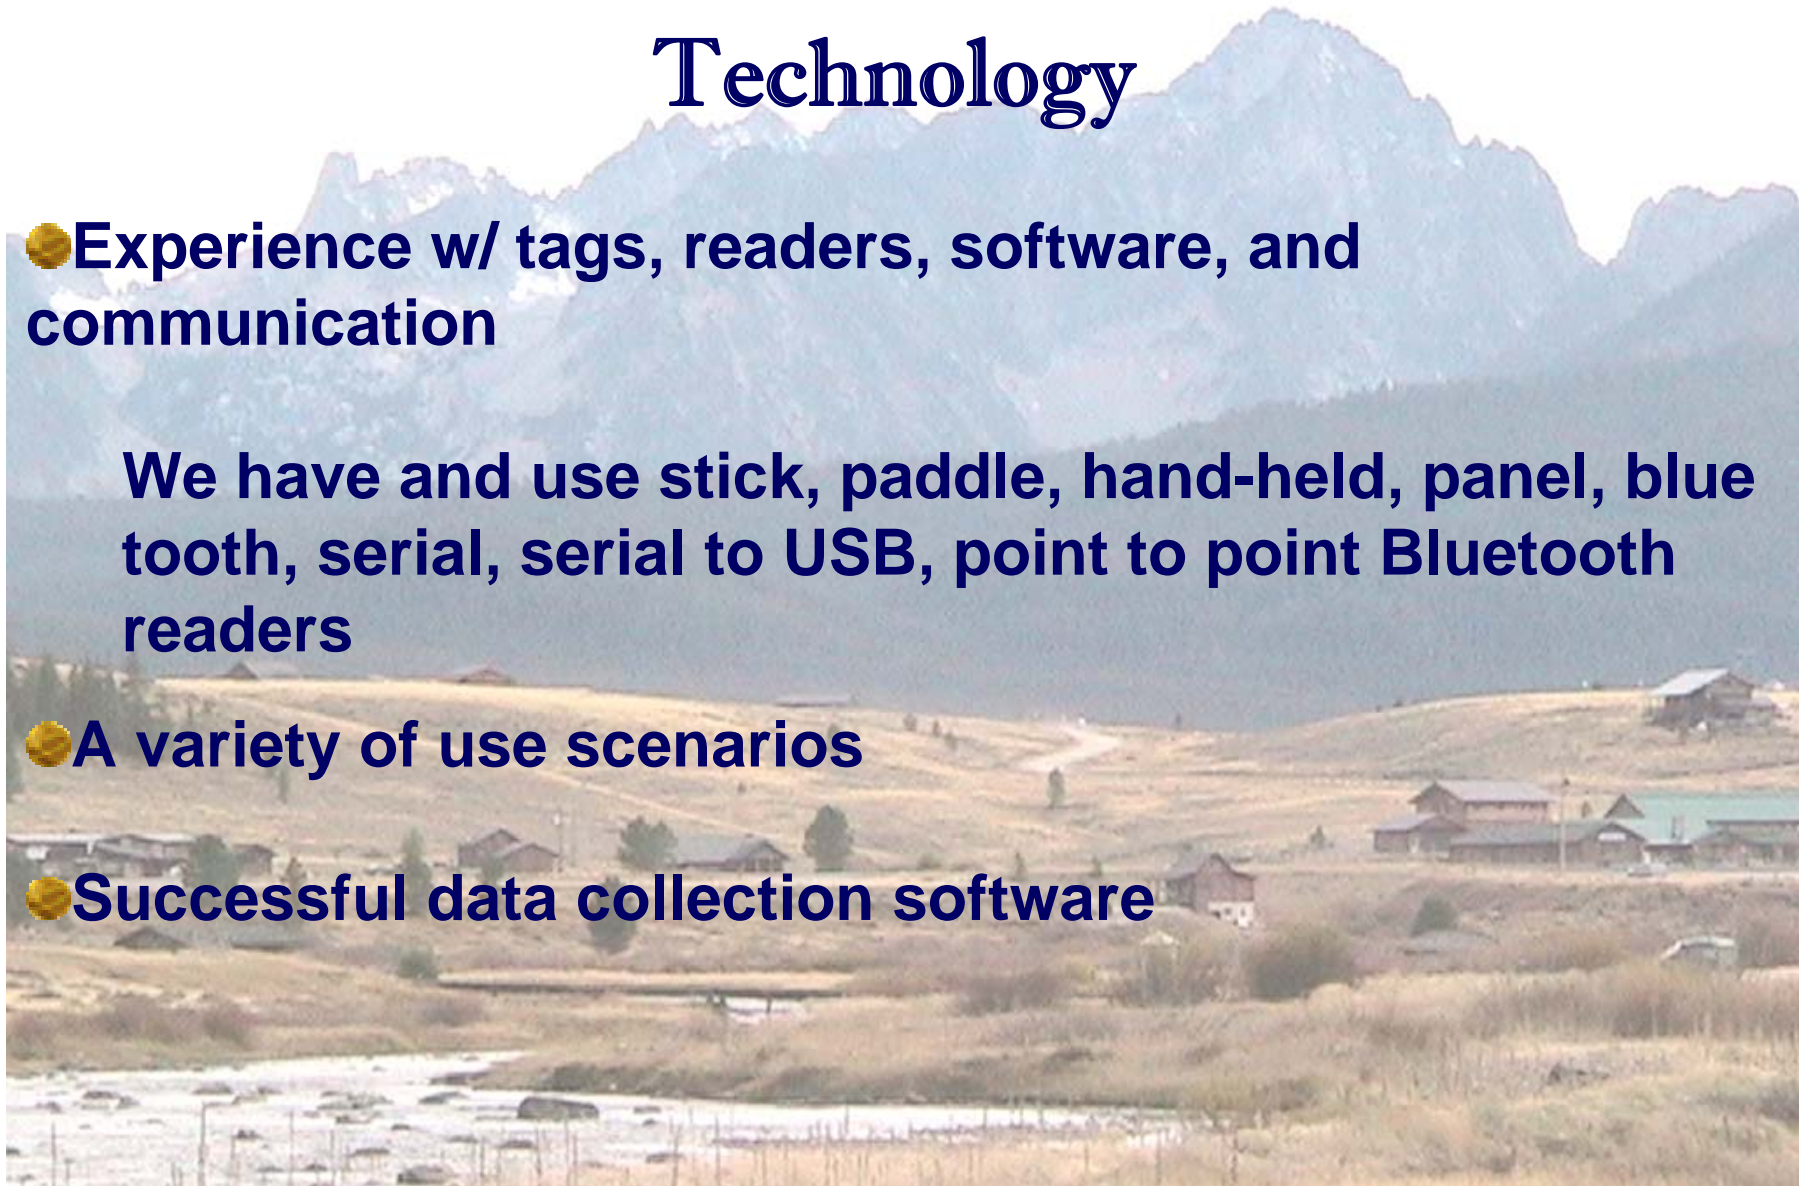 Technology
Experience w/ tags, readers, software, and
communication
We have and use stick, paddle, hand-held, panel, blue
tooth, serial, serial to USB, point to point Bluetooth
readers
A variety of use scenarios
Successful data collection software